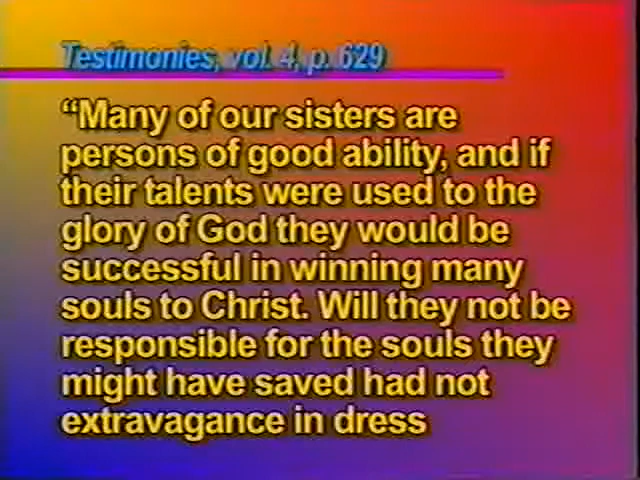 Testimonies, vol. 4, p. 629
“Many of our sisters are
persons of good ability, and if
their talents were used to the
glory of God they would be
successful in winning many
souls to Christ. Will they not be
responsible for the souls they
might have saved had not
extravagance in dress